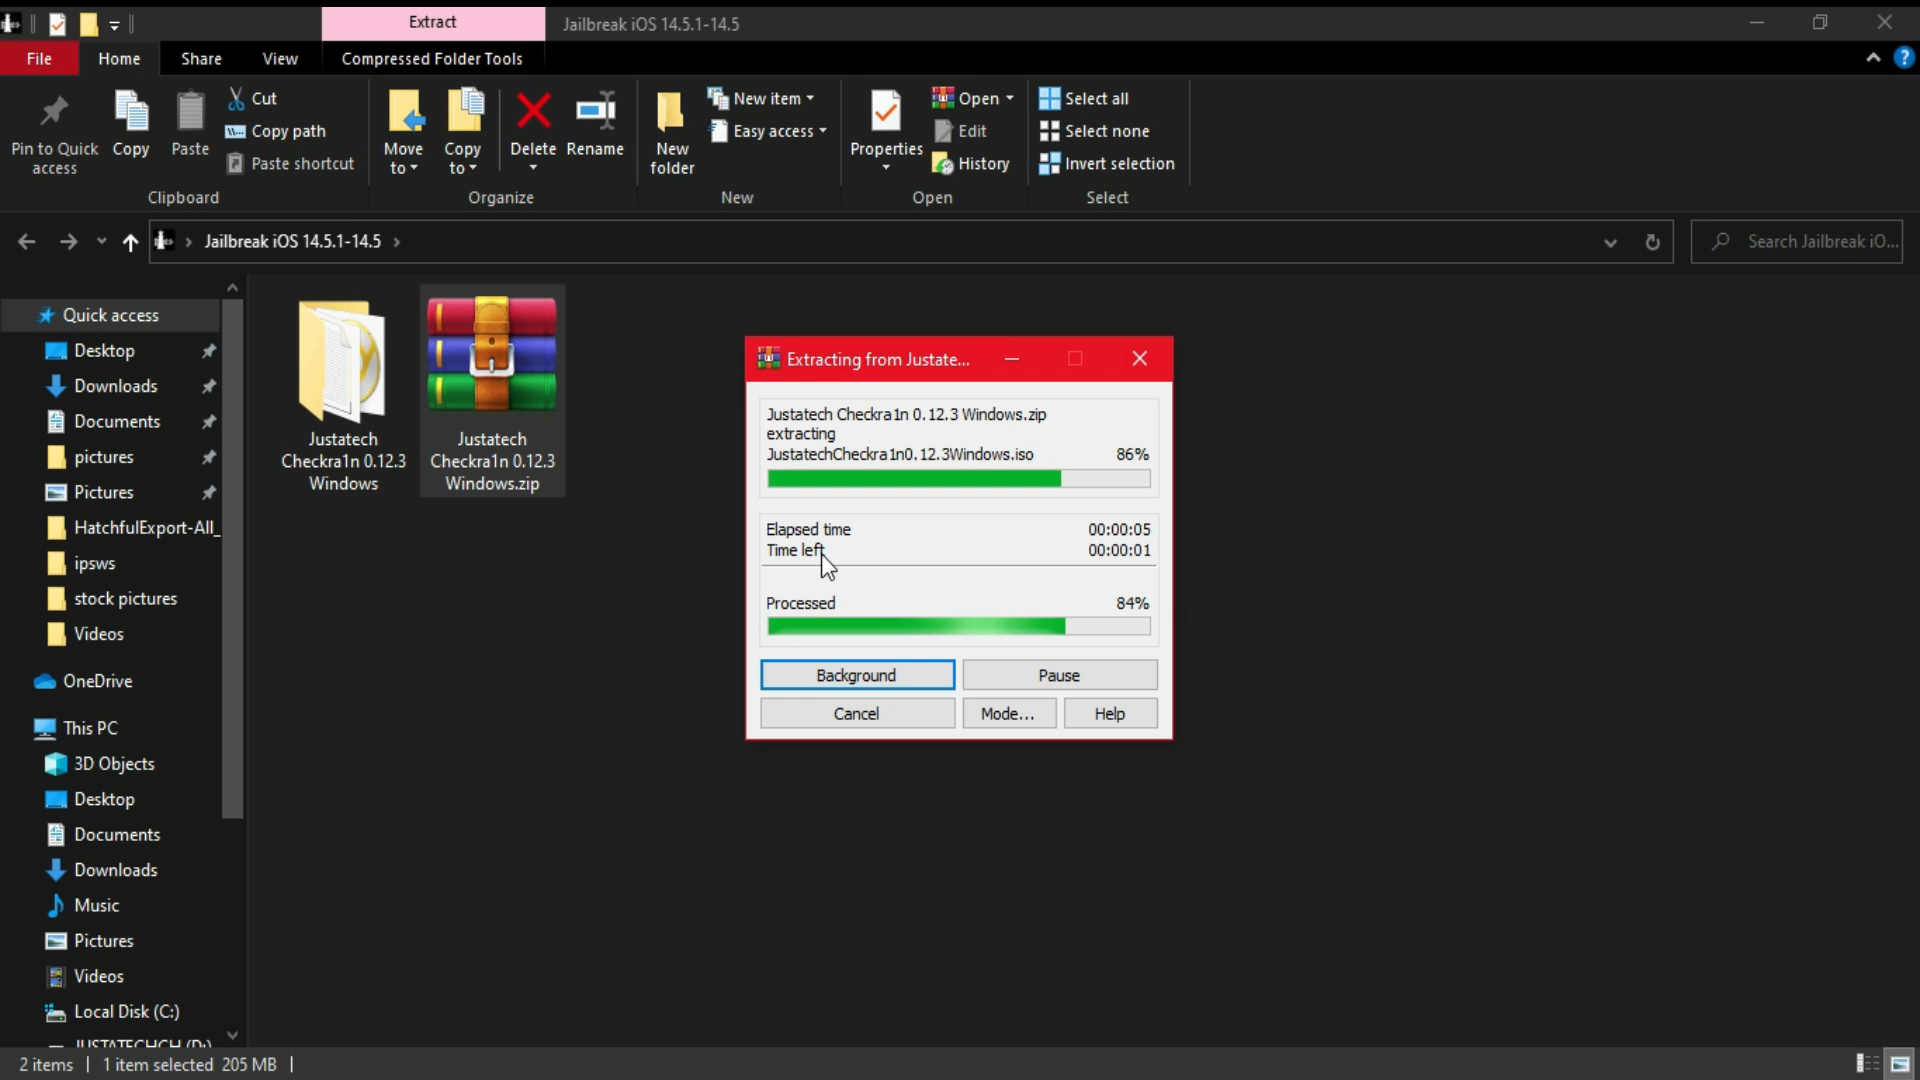 Extract
Jailbreak iOS 14.5.1-14.5
File
Home
Share
View
Compressed Folder Tools
Pin to Quick
access
Copy
Paste
Cut
Copy path
Paste shortcut
Clipboard
Move
to
Copy
to
Delete
Rename
Organize
New
folder
New item
Easy access
New
Properties
Open
Edit
History
Open
Select all
Select none
Invert selection
Select
Jailbreak iOS 14.5.1-14.5
Search Jailbreak iO...
Quick access
Desktop
Downloads
Documents
pictures
Pictures
HatchfulExport-All_
ipsws
stock pictures
Videos
OneDrive
This PC
3D Objects
Desktop
Documents
Downloads
Music
Pictures
Videos
Local Disk (C:)
JUSTATECHCH (D:)
Justatech
Checkra1n 0.12.3
Windows
Justatech
Checkra1n 0.12.3
Windows.zip
Extracting from Justate...
Justatech Checkra1n 0.12.3 Windows.zip
extracting
JustatechCheckra1n0.12.3Windows.iso 86%
Elapsed time 00:00:05
Time left 00:00:01
Processed 84%
Background
Pause
Cancel
Mode...
Help
2 items
1 item selected 205 MB